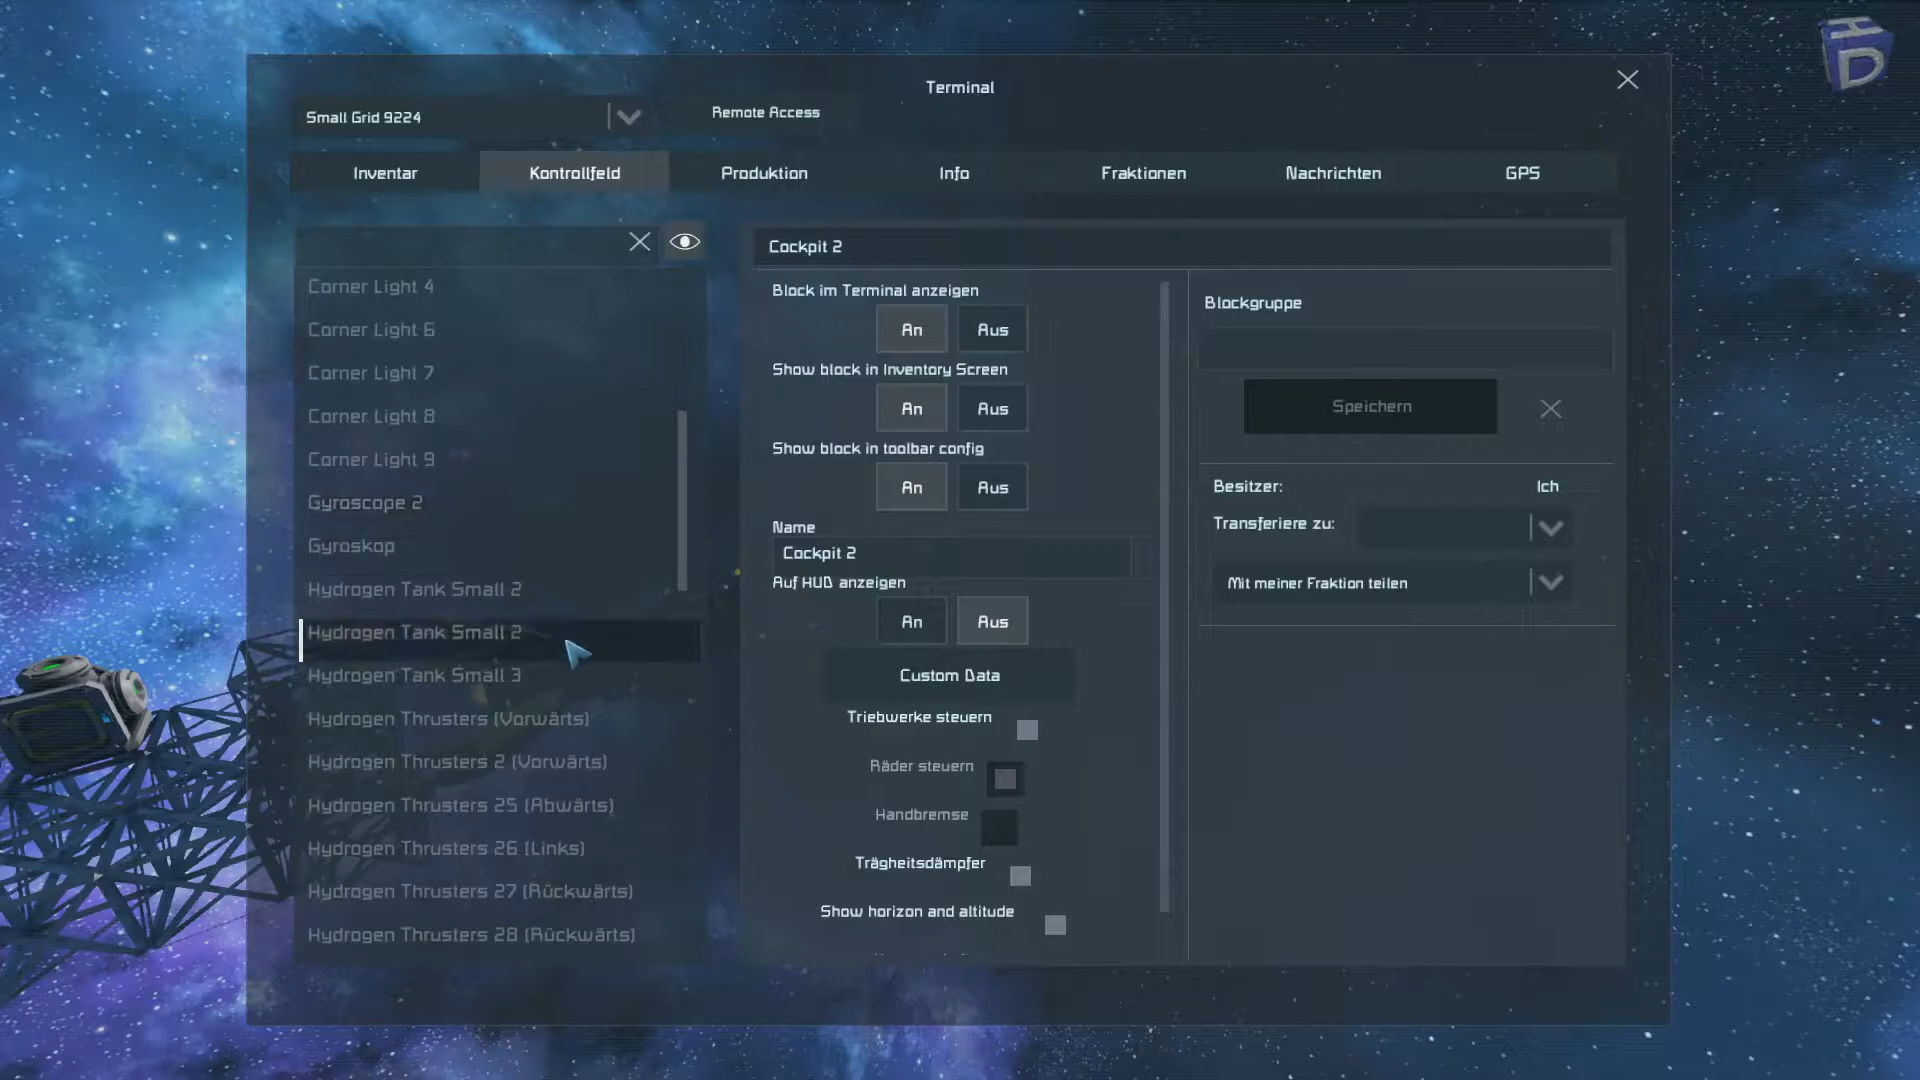 Terminal
Small Grid 9224
Remote Access
Inventar
Kontrollfeld
Produktion
Info
Fraktionen
Nachrichten
GPS
Corner Light 4
Corner Light 6
Corner Light 7
Corner Light 8
Corner Light 9
Gyroscope 2
Gyroskop
Hydrogen Tank Small 2
Hydrogen Tank Small 2
Hydrogen Tank Small 3
Hydrogen Thrusters (Vorwärts)
Hydrogen Thrusters 2 (Vorwärts)
Hydrogen Thrusters 25 (Abwärts)
Hydrogen Thrusters 26 (Links)
Hydrogen Thrusters 27 (Rückwärts)
Hydrogen Thrusters 28 (Rückwärts)
Cockpit 2
Block im Terminal anzeigen
An Aus
Show block in Inventory Screen
An Aus
Show block in toolbar config
An Aus
Name
Cockpit 2
Auf HUD anzeigen
An Aus
Custom Data
Triebwerke steuern
Räder steuern
Handbremse
Trägheitsdämpfer
Show horizon and altitude
Blockgruppe
Speichern
Besitzer: Ich
Transferiere zu:
Mit meiner Fraktion teilen
HD